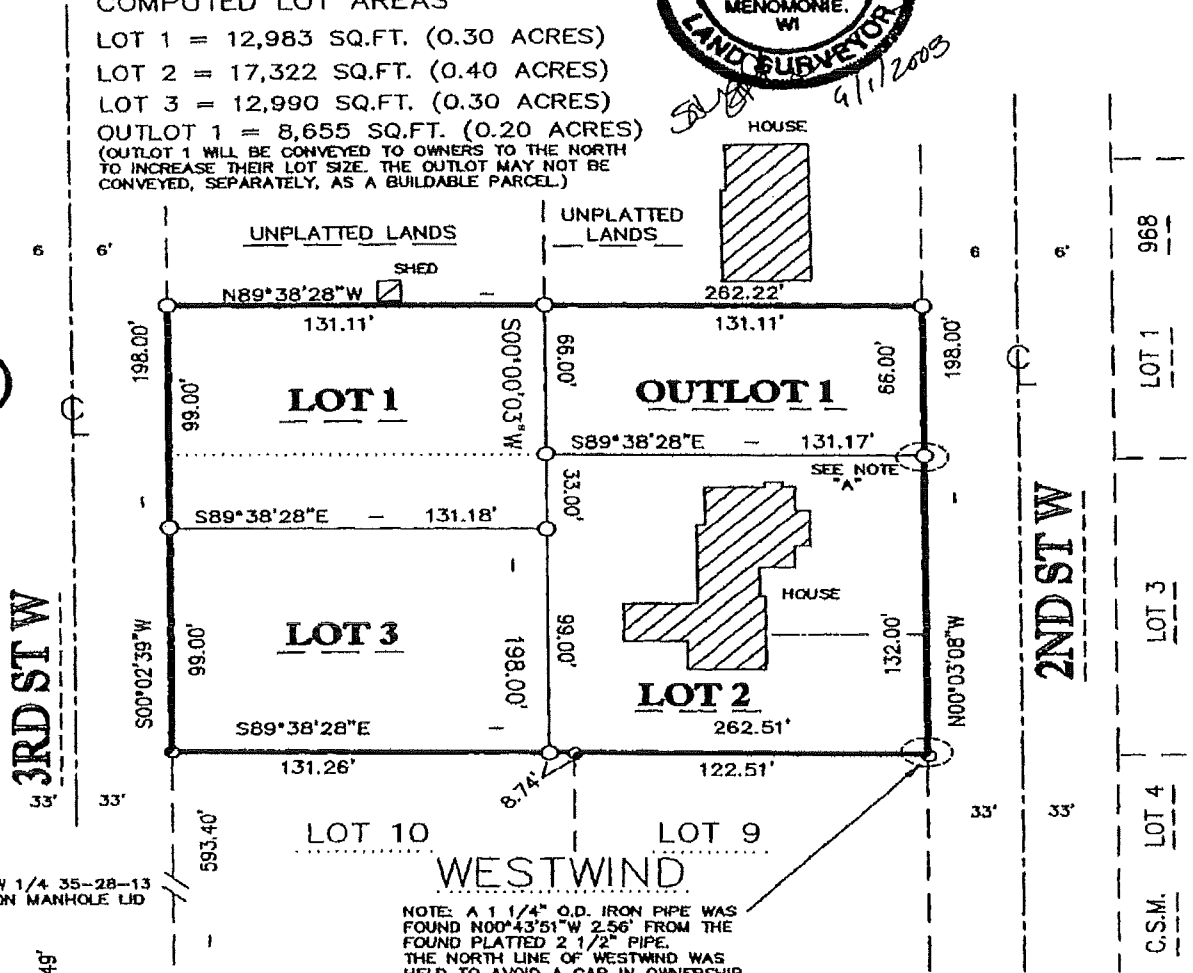 COMPUTED LOT AREAS
LOT 1 = 12,983 SQ.FT. (0.30 ACRES)
LOT 2 = 17,322 SQ.FT. (0.40 ACRES)
LOT 3 = 12,990 SQ.FT. (0.30 ACRES)
OUTLOT 1 = 8,655 SQ.FT. (0.20 ACRES)
(OUTLOT 1 WILL BE CONVEYED TO OWNERS TO THE NORTH
TO INCREASE THEIR LOT SIZE. THE OUTLOT MAY NOT BE
CONVEYED, SEPARATELY, AS A BUILDABLE PARCEL.)
MENOMONIE,
WI
LAND SURVEYOR
HOUSE
UNPLATTED LANDS
UNPLATTED
LANDS
6
6'
6
6'
968
SHED
N89°38'28"W
—
262.22'
131.11'
131.11'
198.00'
99.00'
S00°00'03"W
66.00'
66.00'
198.00'
LOT 1
LOT 1
OUTLOT 1
S89°38'28"E — 131.17'
SEE NOTE
"A"
33.00'
S89°38'28"E — 131.18'
HOUSE
3RD ST W
S00°02'39"W
99.00'
LOT 3
198.00'
99.00'
132.00'
N00°03'08"W
2ND ST W
LOT 3
LOT 2
S89°38'28"E
—
262.51'
131.26'
8.74'
122.51'
33'
33'
33'
33'
593.40'
LOT 10
LOT 9
LOT 4
WESTWIND
1/4 35-28-13
MANHOLE LID
C.S.M.
NOTE: A 1 1/4" O.D. IRON PIPE WAS
FOUND N00°43'51"W 2.56' FROM THE
FOUND PLATTED 2 1/2" PIPE.
THE NORTH LINE OF WESTWIND WAS
HELD TO AVOID A GAP IN OWNERSHIP